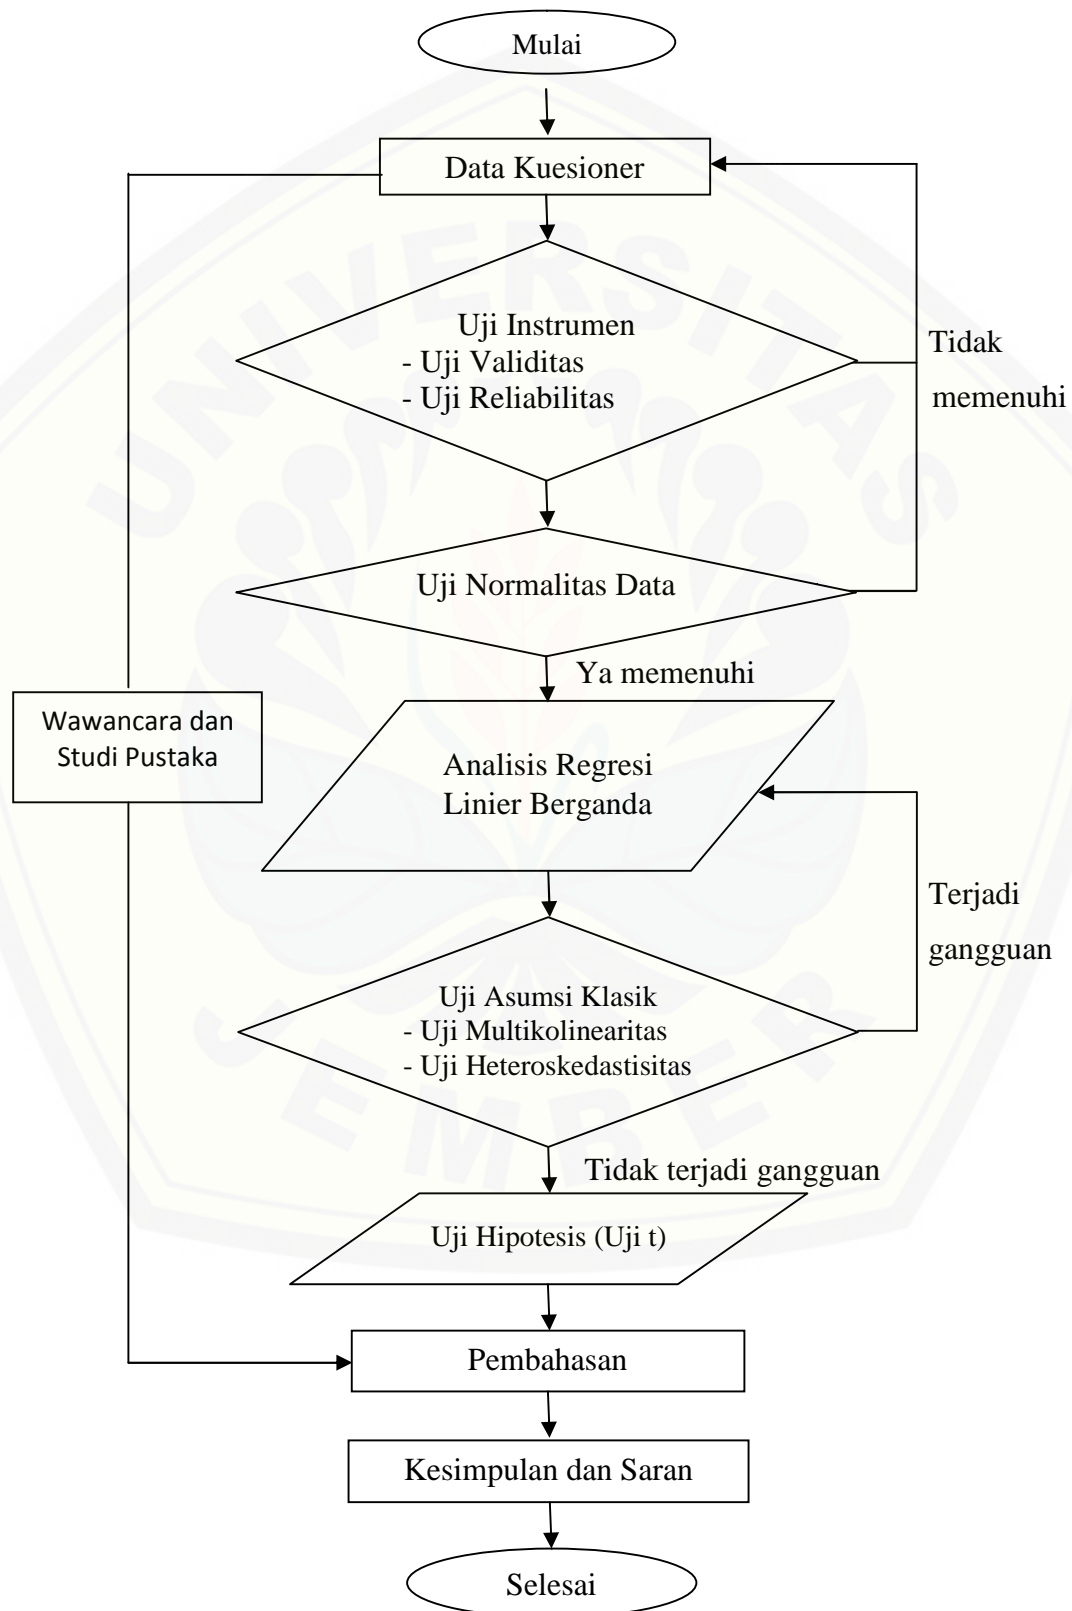 Mulai
Data Kuesioner
Uji Instrumen
- Uji Validitas
- Uji Reliabilitas
Tidak
memenuhi
Uji Normalitas Data
Ya memenuhi
Wawancara dan
Studi Pustaka
Analisis Regresi
Linier Berganda
Terjadi
gangguan
Uji Asumsi Klasik
- Uji Multikolinearitas
- Uji Heteroskedastisitas
Tidak terjadi gangguan
Uji Hipotesis (Uji t)
Pembahasan
Kesimpulan dan Saran
Selesai
UNIVERSITAS
JEMBER